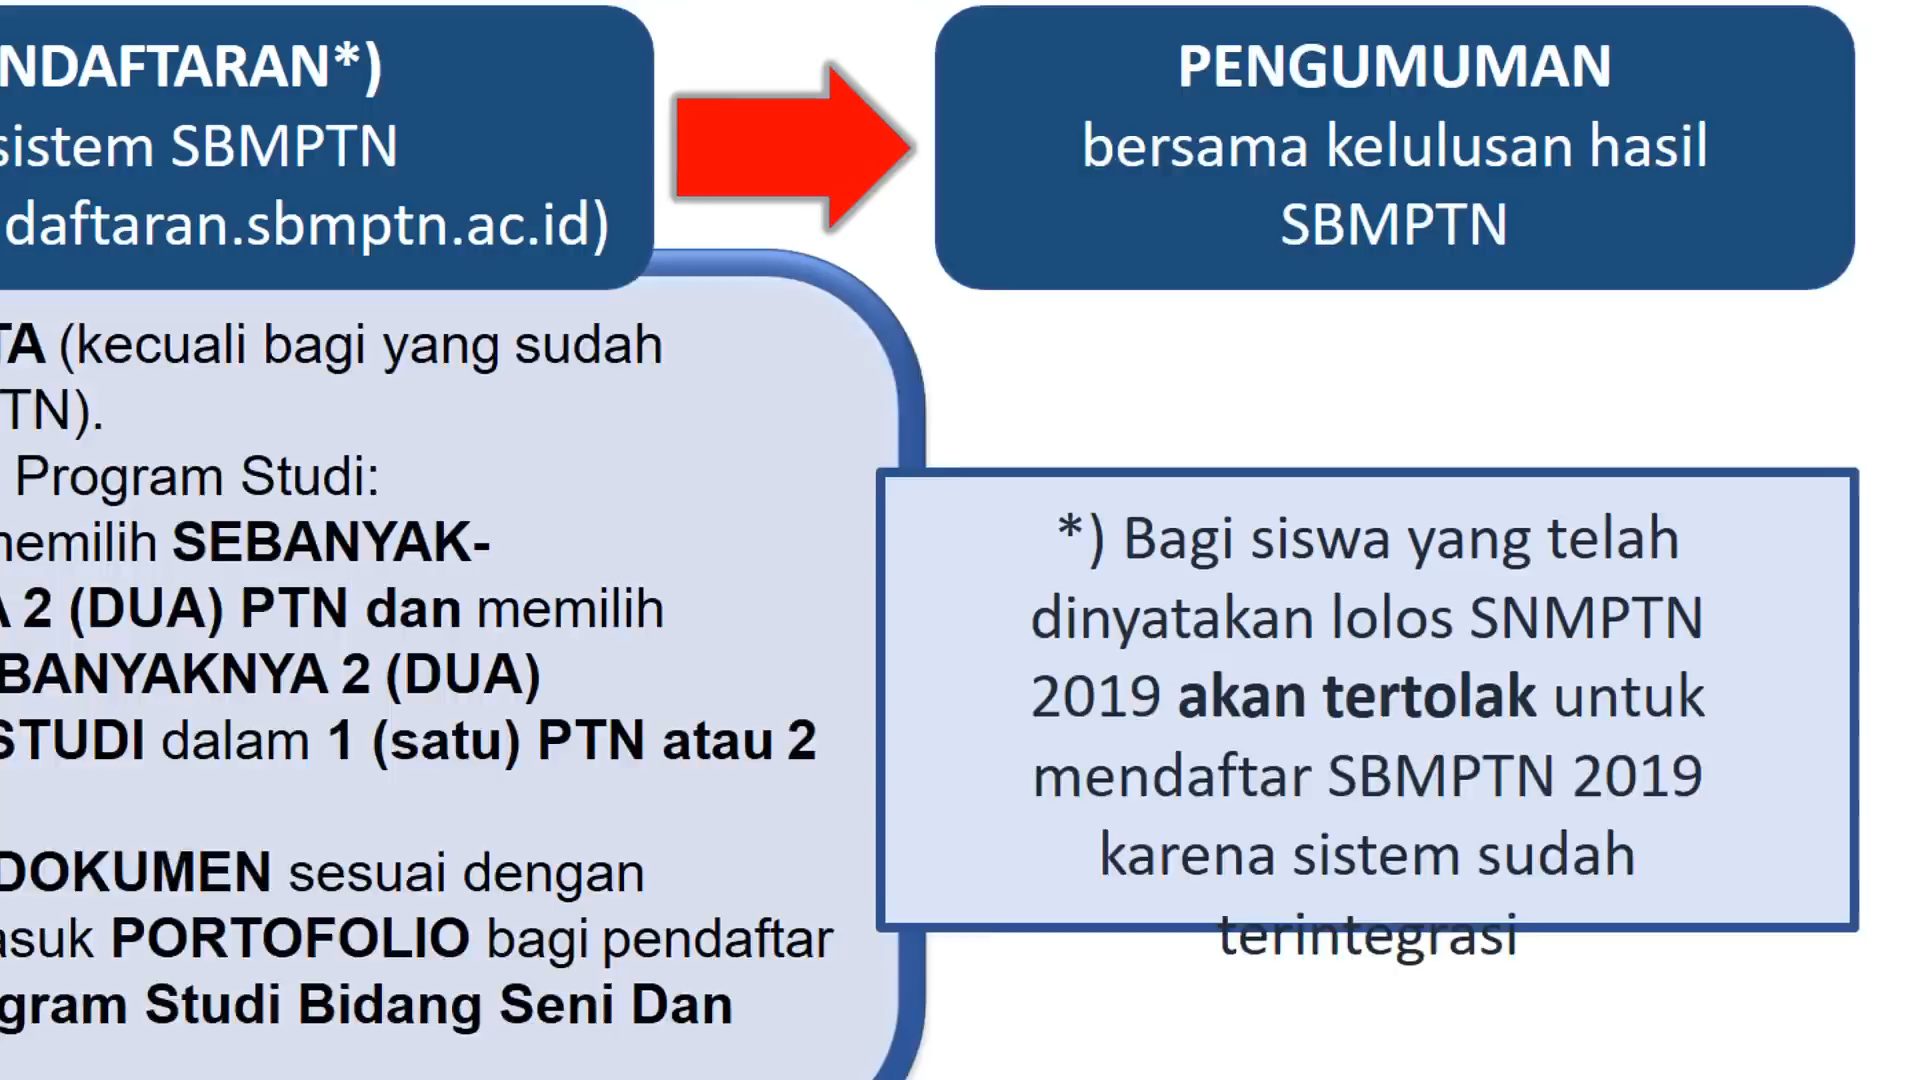 NDAFTARAN*)
sistem SBMPTN
daftaran.sbmptn.ac.id)
PENGUMUMAN
bersama kelulusan hasil
SBMPTN
TA (kecuali bagi yang sudah
TN).
Program Studi:
memilih SEBANYAK-
A 2 (DUA) PTN dan memilih
BANYAKNYA 2 (DUA)
STUDI dalam 1 (satu) PTN atau 2
DOKUMEN sesuai dengan
asuk PORTOFOLIO bagi pendaftar
gram Studi Bidang Seni Dan
*) Bagi siswa yang telah
dinyatakan lolos SNMPTN
2019 akan tertolak untuk
mendaftar SBMPTN 2019
karena sistem sudah
terintegrasi